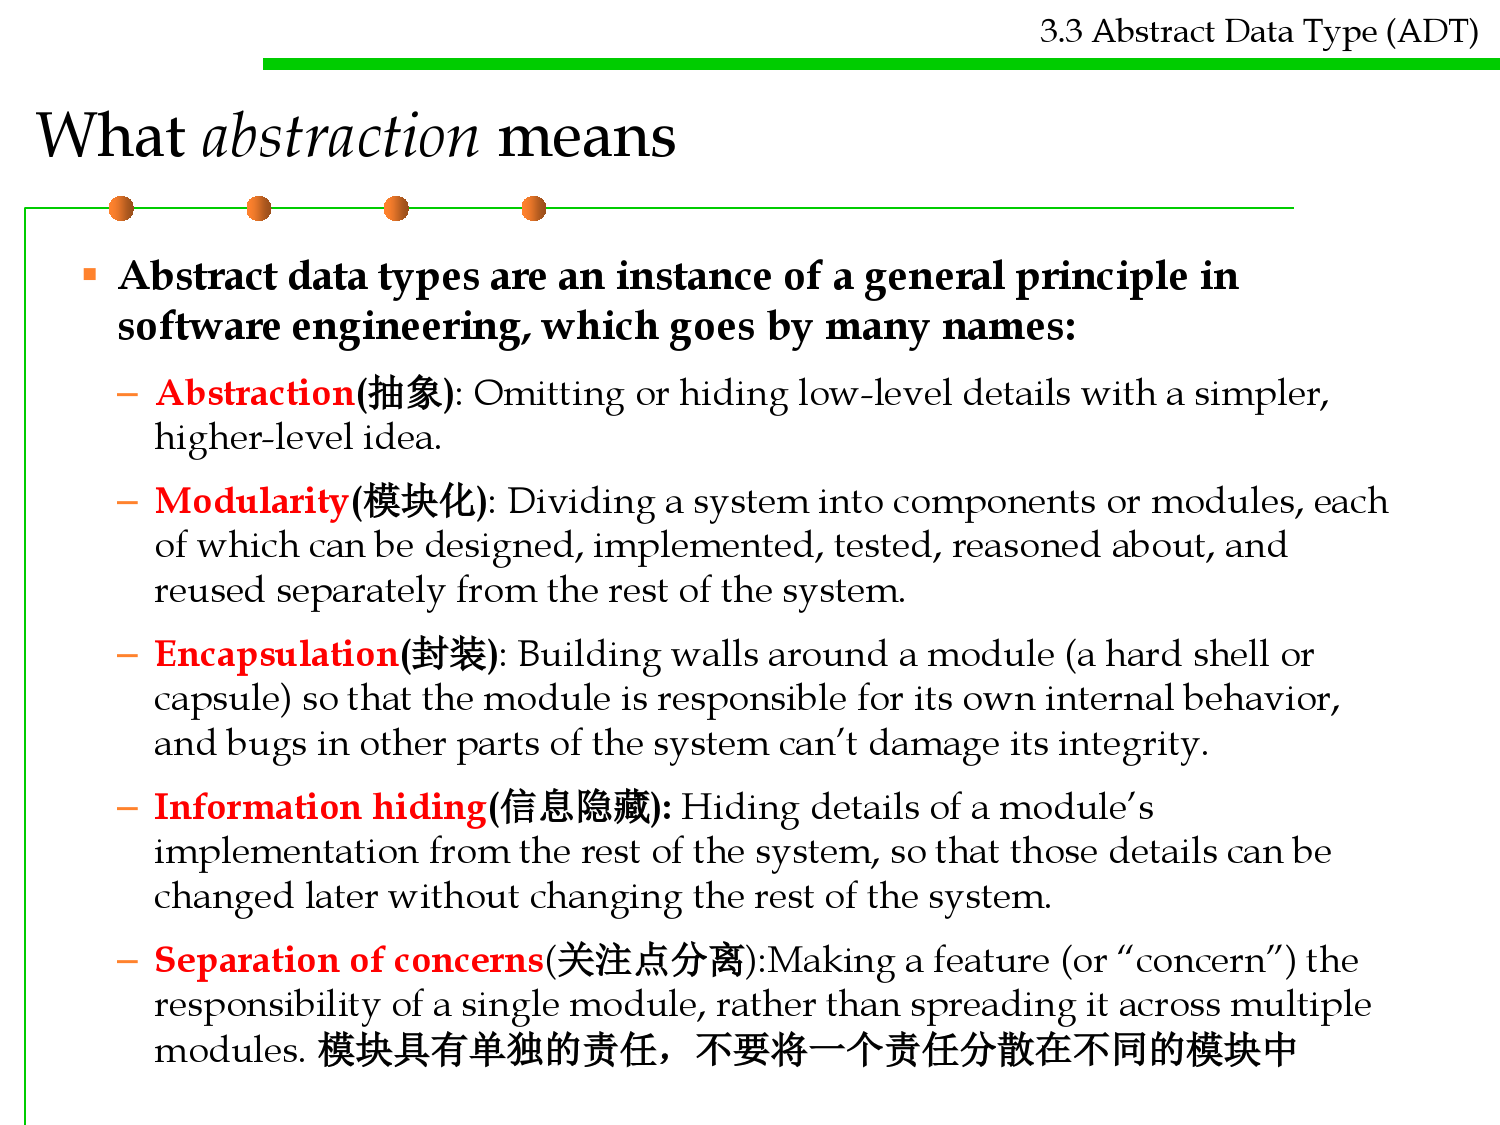 3.3 Abstract Data Type (ADT)
What abstraction means
▪ Abstract data types are an instance of a general principle in
software engineering, which goes by many names:
– Abstraction(抽象): Omitting or hiding low-level details with a simpler,
higher-level idea.
– Modularity(模块化): Dividing a system into components or modules, each
of which can be designed, implemented, tested, reasoned about, and
reused separately from the rest of the system.
– Encapsulation(封装): Building walls around a module (a hard shell or
capsule) so that the module is responsible for its own internal behavior,
and bugs in other parts of the system can’t damage its integrity.
– Information hiding(信息隐藏): Hiding details of a module’s
implementation from the rest of the system, so that those details can be
changed later without changing the rest of the system.
– Separation of concerns(关注点分离):Making a feature (or “concern”) the
responsibility of a single module, rather than spreading it across multiple
modules. 模块具有单独的责任，不要将一个责任分散在不同的模块中